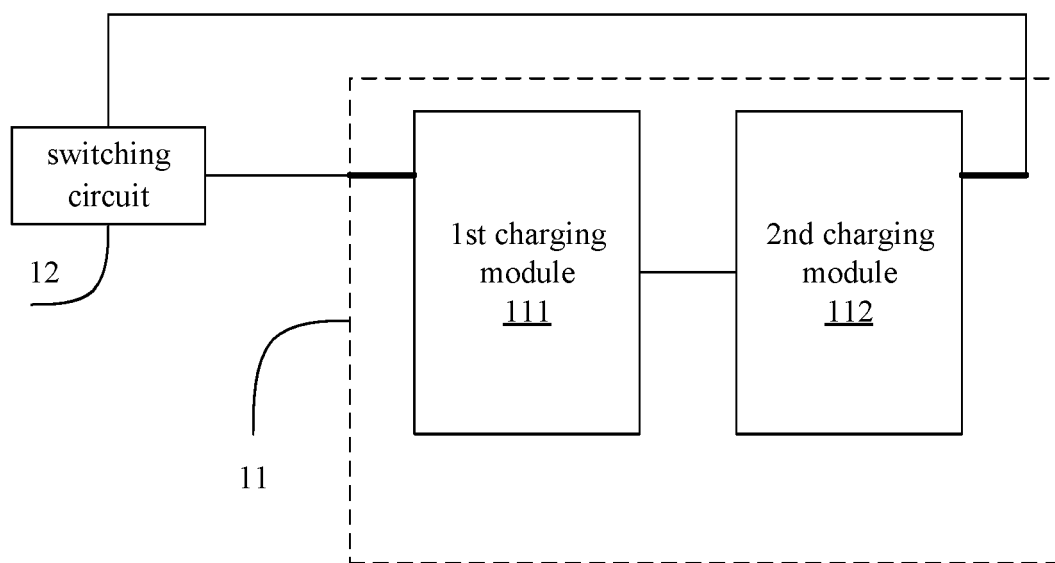 switching
circuit
12
1st charging
module
111
2nd charging
module
112
11